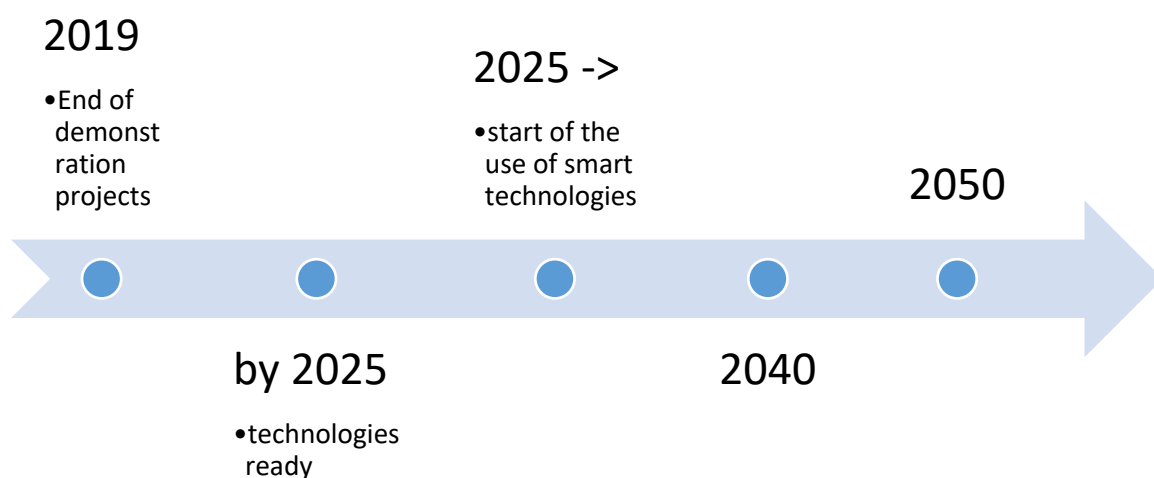 2019
•End of
demonst
ration
projects
by 2025
•technologies
ready
2025 ->
•start of the
use of smart
technologies
2040
2050